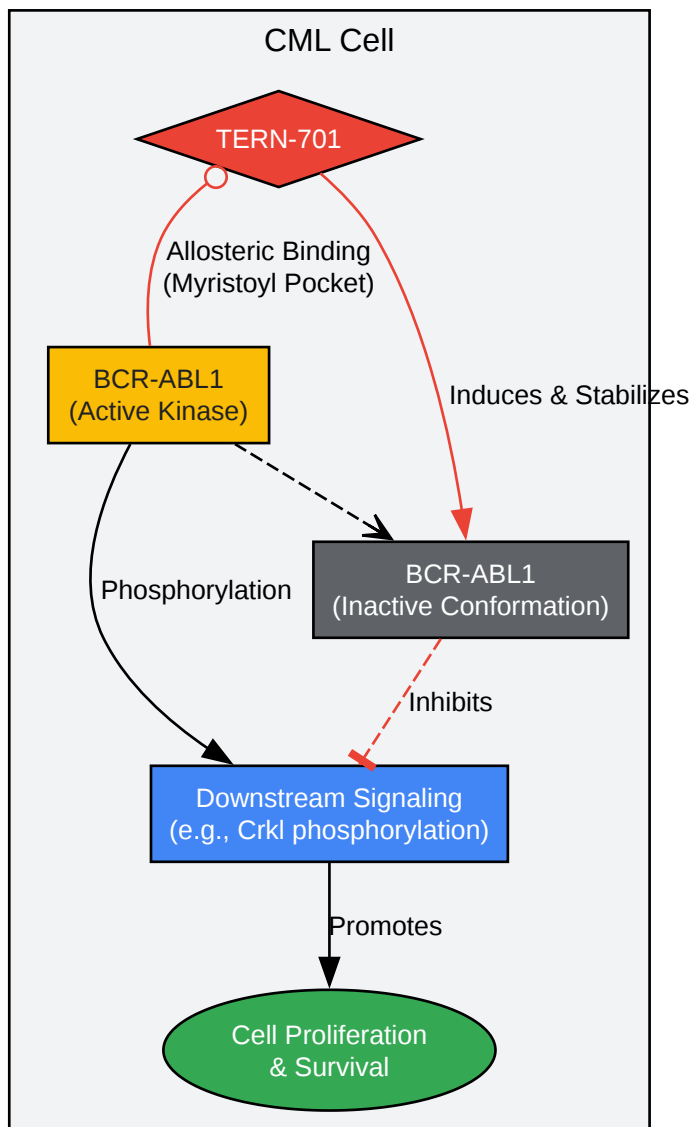 CML Cell
TERN-701
Allosteric Binding
(Myristoyl Pocket)
BCR-ABL1
(Active Kinase)
Induces & Stabilizes
BCR-ABL1
(Inactive Conformation)
Phosphorylation
Inhibits
Downstream Signaling
(e.g., Crkl phosphorylation)
Promotes
Cell Proliferation
& Survival